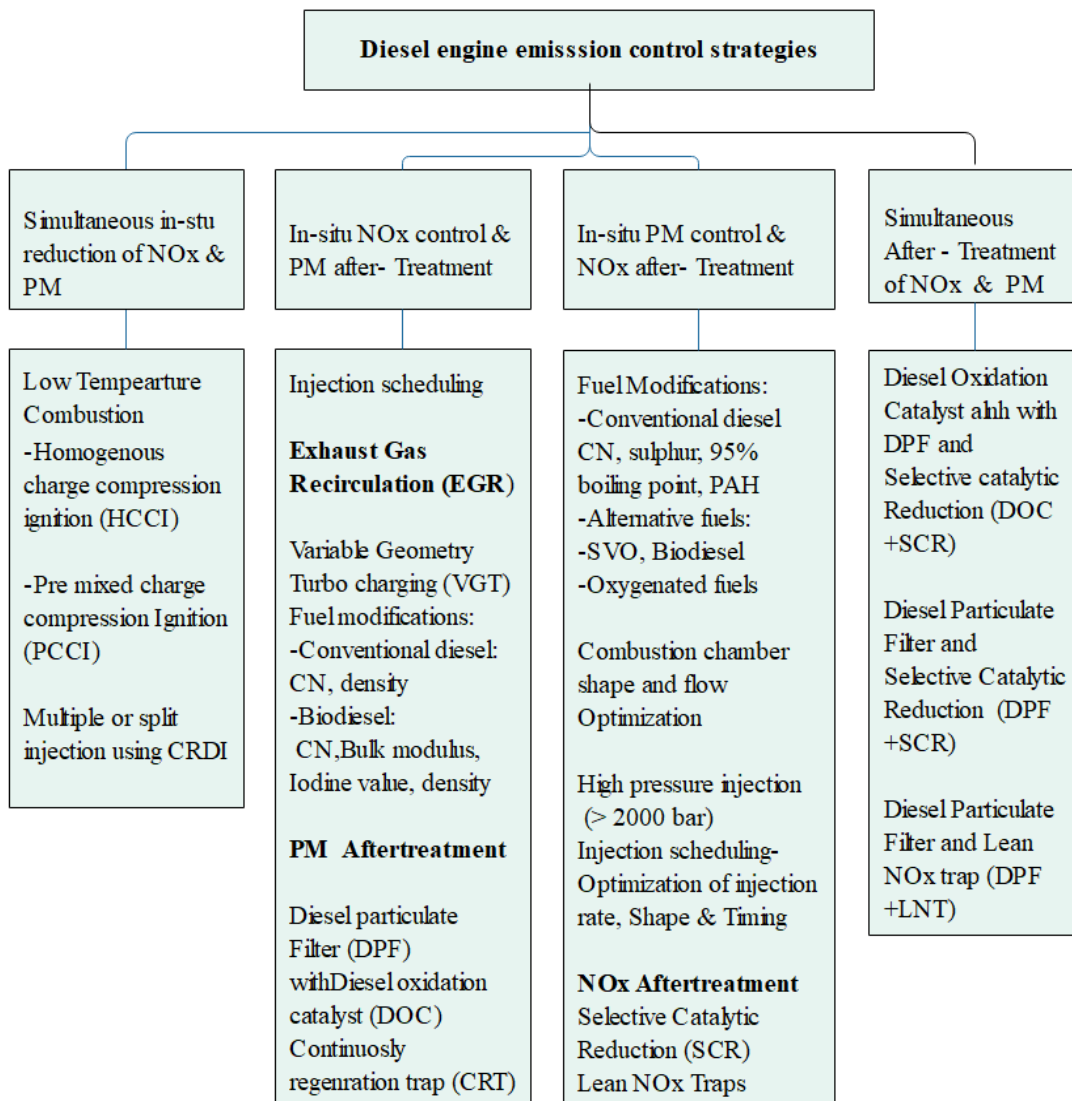 Diesel engine emisssion control strategies
Simultaneous in-stu
reduction of NOx &
PM
In-situ NOx control &
PM after- Treatment
In-situ PM control &
NOx after- Treatment
Simultaneous
After - Treatment
of NOx & PM
Low Tempearture
Combustion
-Homogenous
charge compression
ignition (HCCI)
-Pre mixed charge
compression Ignition
(PCCI)
Multiple or split
injection using CRDI
Injection scheduling
Exhaust Gas
Recirculation (EGR)
Variable Geometry
Turbo charging (VGT)
Fuel modifications:
-Conventional diesel:
CN, density
-Biodiesel:
CN,Bulk modulus,
Iodine value, density
PM Aftertreatment
Diesel particulate
Filter (DPF)
withDiesel oxidation
catalyst (DOC)
Continuosly
regenration trap (CRT)
Fuel Modifications:
-Conventional diesel
CN, sulphur, 95%
boiling point, PAH
-Alternative fuels:
-SVO, Biodiesel
-Oxygenated fuels
Combustion chamber
shape and flow
Optimization
High pressure injection
(> 2000 bar)
Injection scheduling-
Optimization of injection
rate, Shape & Timing
NOx Aftertreatment
Selective Catalytic
Reduction (SCR)
Lean NOx Traps
Diesel Oxidation
Catalyst alnh with
DPF and
Selective catalytic
Reduction (DOC
+SCR)
Diesel Particulate
Filter and
Selective Catalytic
Reduction (DPF
+SCR)
Diesel Particulate
Filter and Lean
NOx trap (DPF
+LNT)